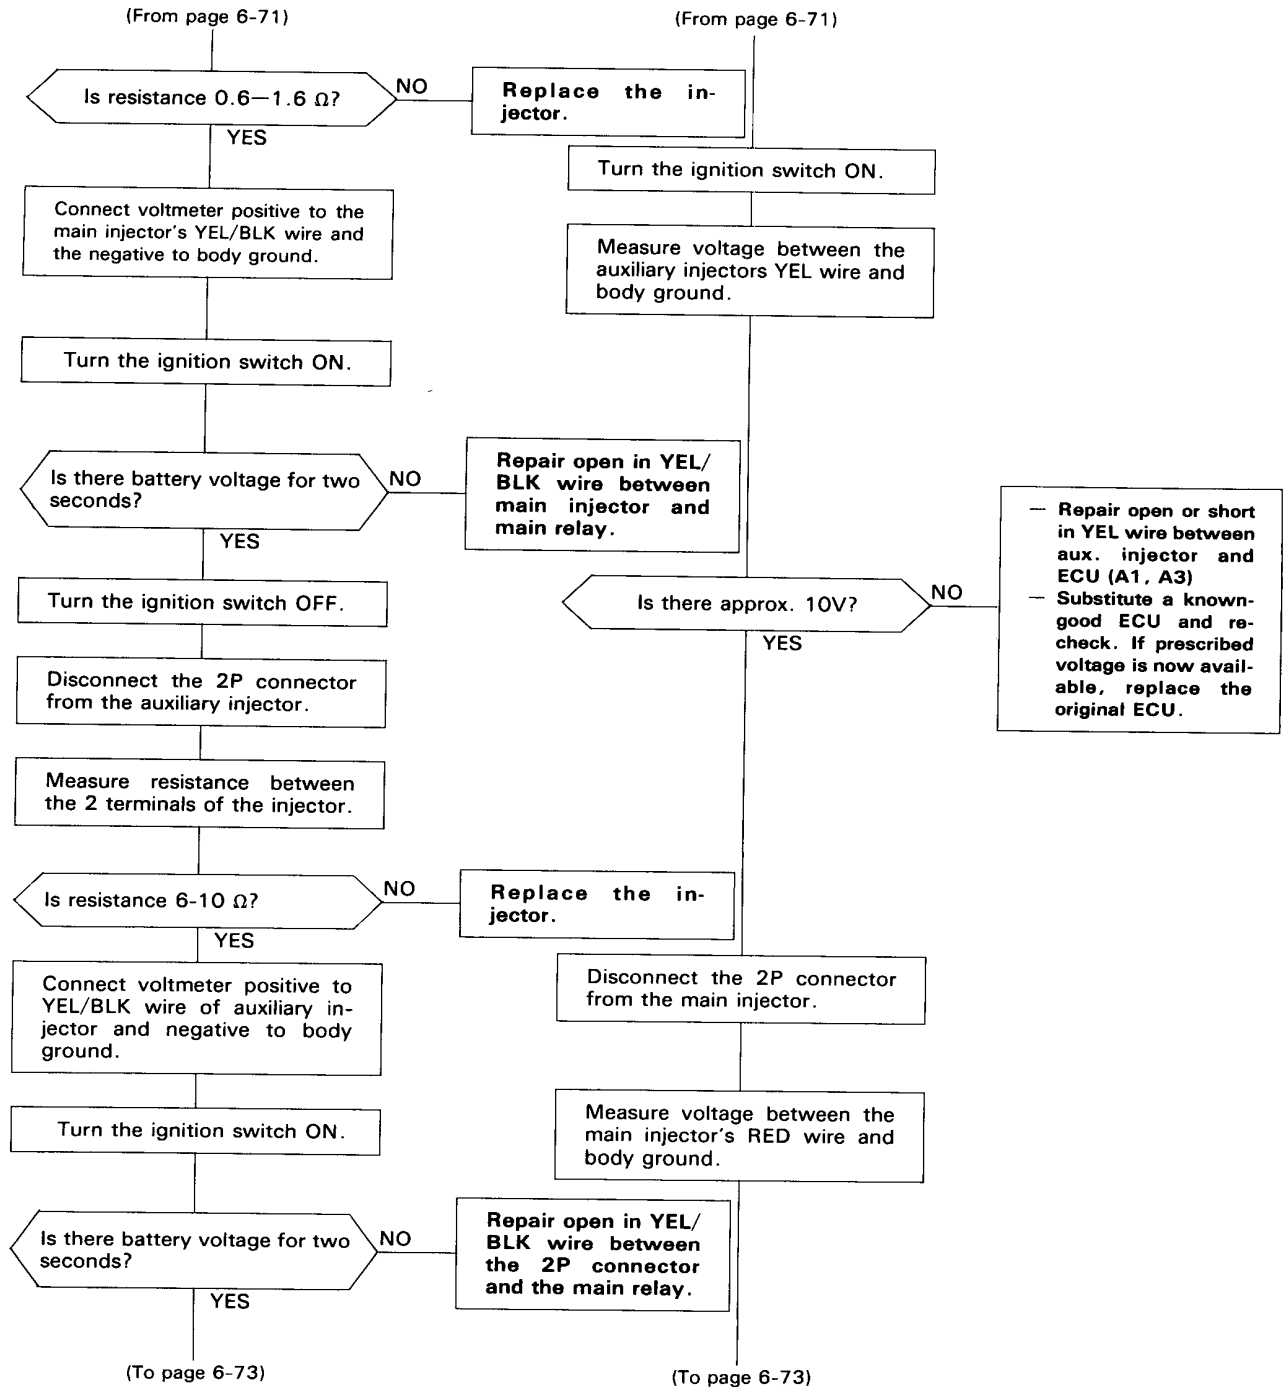 (From page 6-71)
Is resistance 0.6—1.6 Ω?
NO
Replace the in-
jector.
YES
Connect voltmeter positive to the
main injector's YEL/BLK wire and
the negative to body ground.
Turn the ignition switch ON.
Is there battery voltage for two
seconds?
NO
Repair open in YEL/
BLK wire between
main injector and
main relay.
YES
Turn the ignition switch OFF.
Disconnect the 2P connector
from the auxiliary injector.
Measure resistance between
the 2 terminals of the injector.
Is resistance 6-10 Ω?
NO
Replace the in-
jector.
YES
Connect voltmeter positive to
YEL/BLK wire of auxiliary in-
jector and negative to body
ground.
Turn the ignition switch ON.
Is there battery voltage for two
seconds?
NO
Repair open in YEL/
BLK wire between
the 2P connector
and the main relay.
YES
(To page 6-73)
(From page 6-71)
Turn the ignition switch ON.
Measure voltage between the
auxiliary injectors YEL wire and
body ground.
Is there approx. 10V?
NO
— Repair open or short
in YEL wire between
aux. injector and
ECU (A1, A3)
— Substitute a known-
good ECU and re-
check. If prescribed
voltage is now avail-
able, replace the
original ECU.
YES
Disconnect the 2P connector
from the main injector.
Measure voltage between the
main injector's RED wire and
body ground.
(To page 6-73)